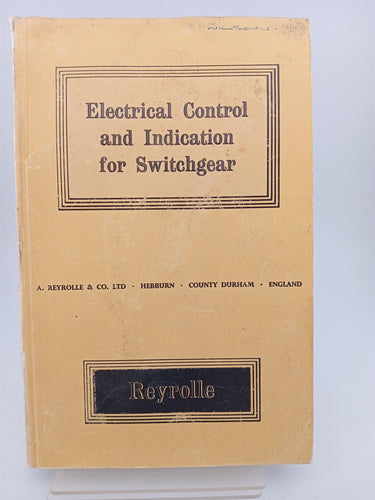 Electrical Control
and Indication
for Switchgear
A. REYROLLE & CO. LTD · HEBBURN · COUNTY DURHAM · ENGLAND
Reyrolle